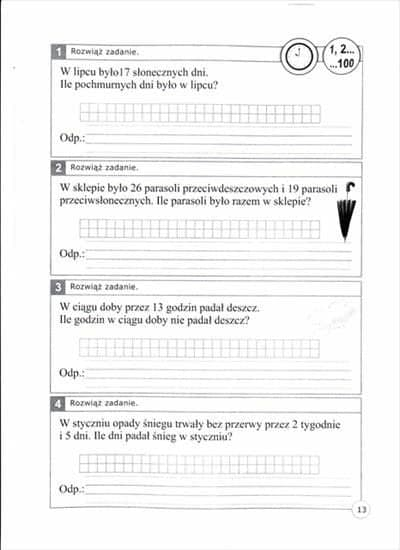 1 Rozwiąż zadanie.
1, 2...
...100
W lipcu było17 słonecznych dni.
Ile pochmurnych dni było w lipcu?
Odp.:
2 Rozwiąż zadanie.
W sklepie było 26 parasoli przeciwdeszczowych i 19 parasoli
przeciwsłonecznych. Ile parasoli było razem w sklepie?
Odp.:
3 Rozwiąż zadanie.
W ciągu doby przez 13 godzin padał deszcz.
Ile godzin w ciągu doby nie padał deszcz?
Odp.:
4 Rozwiąż zadanie.
W styczniu opady śniegu trwały bez przerwy przez 2 tygodnie
i 5 dni. Ile dni padał śnieg w styczniu?
Odp.:
13